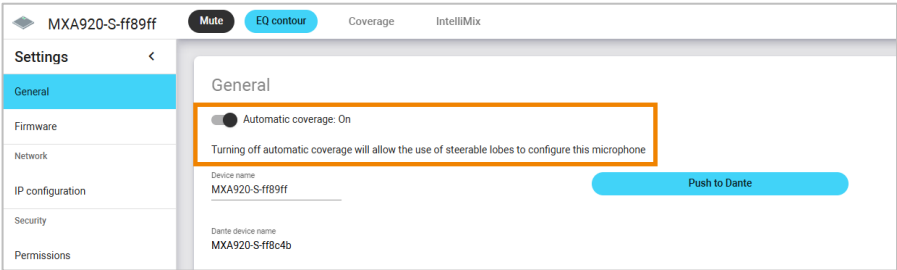 MXA920-S-ff89ff
Mute
EQ contour
Coverage
IntelliMix
Settings
General
Firmware
Network
IP configuration
Security
Permissions
General
Automatic coverage: On
Turning off automatic coverage will allow the use of steerable lobes to configure this microphone
Device name
MXA920-S-ff89ff
Push to Dante
Dante device name
MXA920-S-ff8c4b